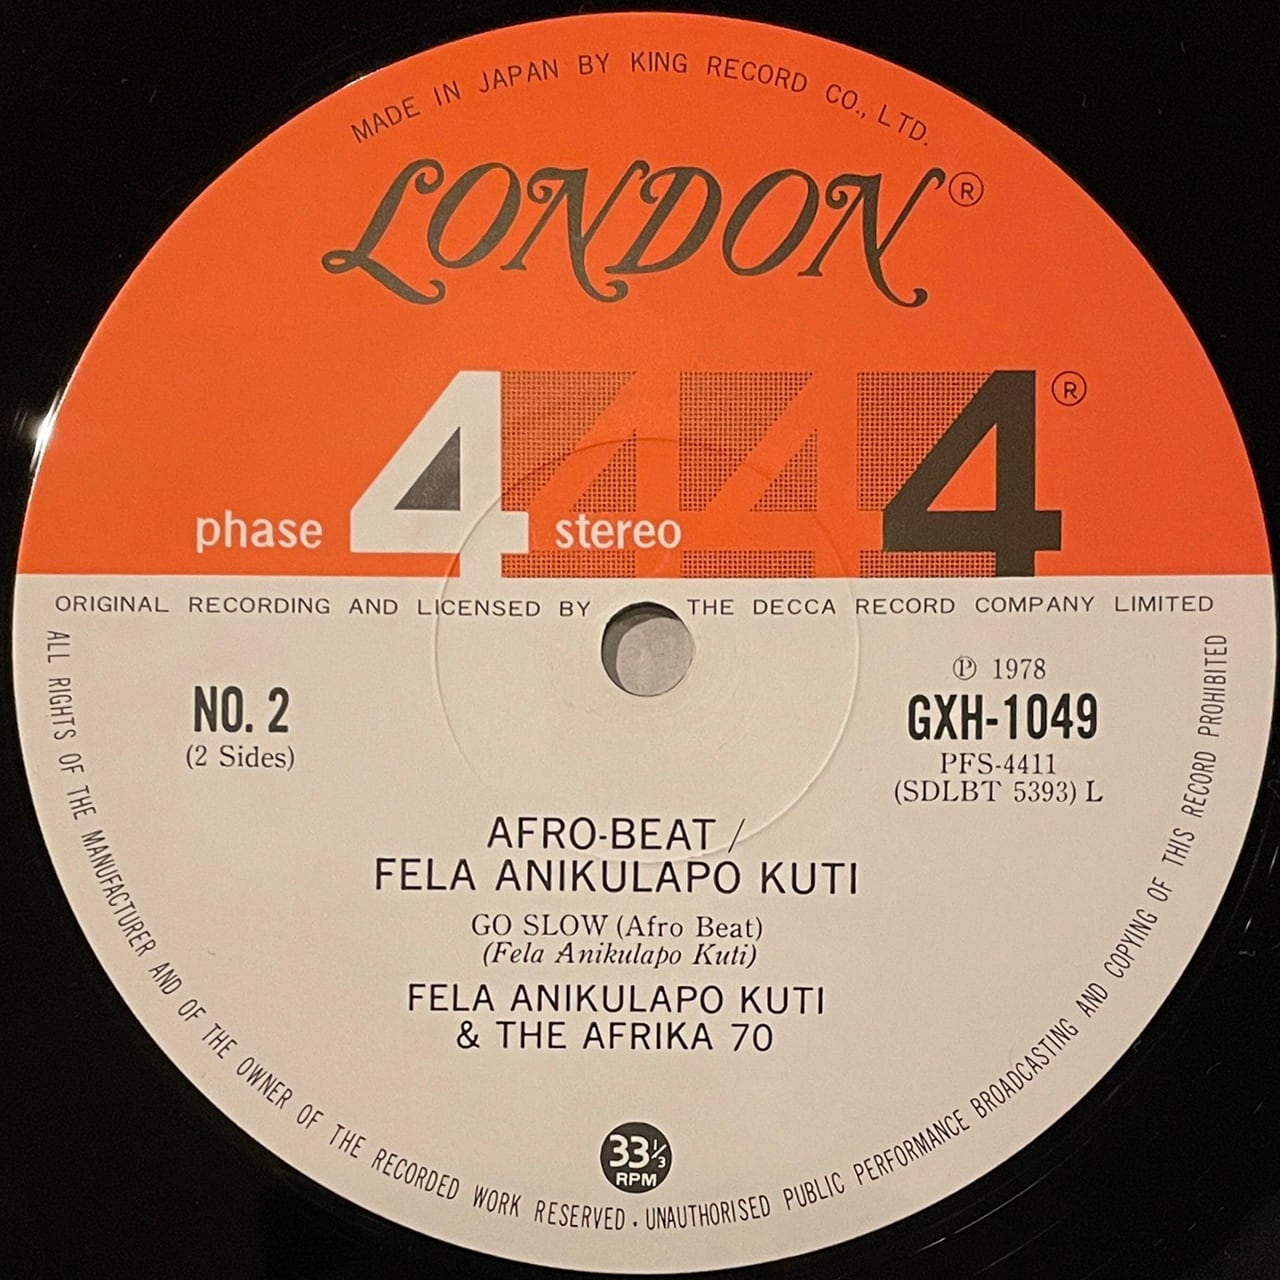 MADE IN JAPAN BY KING RECORD CO., LTD.
LONDON®
phase 4 stereo 4 4 4®
ORIGINAL RECORDING AND LICENSED BY THE DECCA RECORD COMPANY LIMITED
NO. 2
(2 Sides)
℗ 1978
GXH-1049
PFS-4411
(SDLBT 5393) L
AFRO-BEAT /
FELA ANIKULAPO KUTI
GO SLOW (Afro Beat)
(Fela Anikulapo Kuti)
FELA ANIKULAPO KUTI
& THE AFRIKA 70
33⅓
RPM
ALL RIGHTS OF THE MANUFACTURER AND OF THE OWNER OF THE RECORDED WORK RESERVED. UNAUTHORISED PUBLIC PERFORMANCE BROADCASTING AND COPYING OF THIS RECORD PROHIBITED